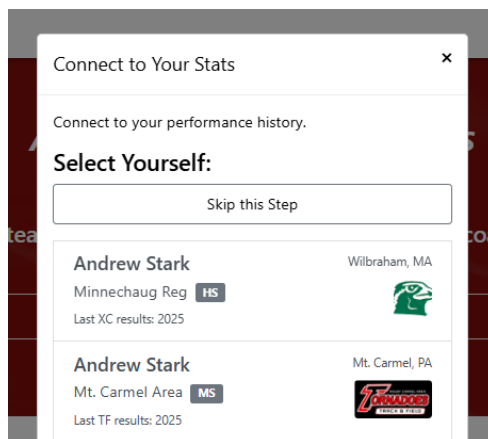 Connect to Your Stats ×
Connect to your performance history.
Select Yourself:
Skip this Step
Andrew Stark Wilbraham, MA
Minnechaug Reg HS
Last XC results: 2025
Andrew Stark Mt. Carmel, PA
Mt. Carmel Area MS
TORNADOES
TRACK & FIELD
Last TF results: 2025